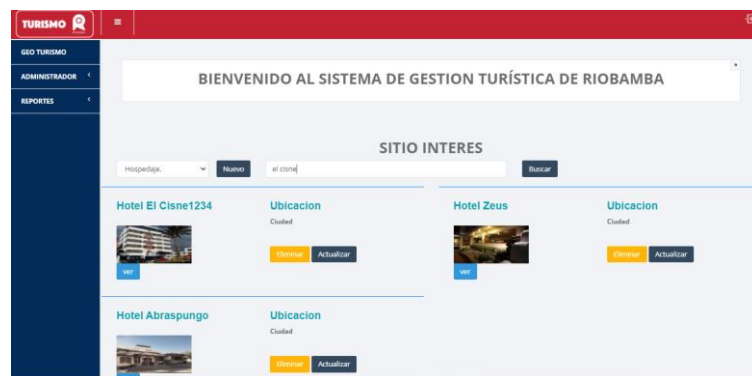 TURISMO R
GEO TURISMO
ADMINISTRADOR
REPORTES
BIENVENIDO AL SISTEMA DE GESTION TURÍSTICA DE RIOBAMBA
x
SITIO INTERES
Hospedaje.
Nuevo
el cisne
Buscar
Hotel El Cisne1234
Ubicacion
Ciudad
Eliminar Actualizar
ver
Hotel Zeus
Ubicacion
Ciudad
Eliminar Actualizar
ver
Hotel Abraspungo
Ubicacion
Ciudad
Eliminar Actualizar